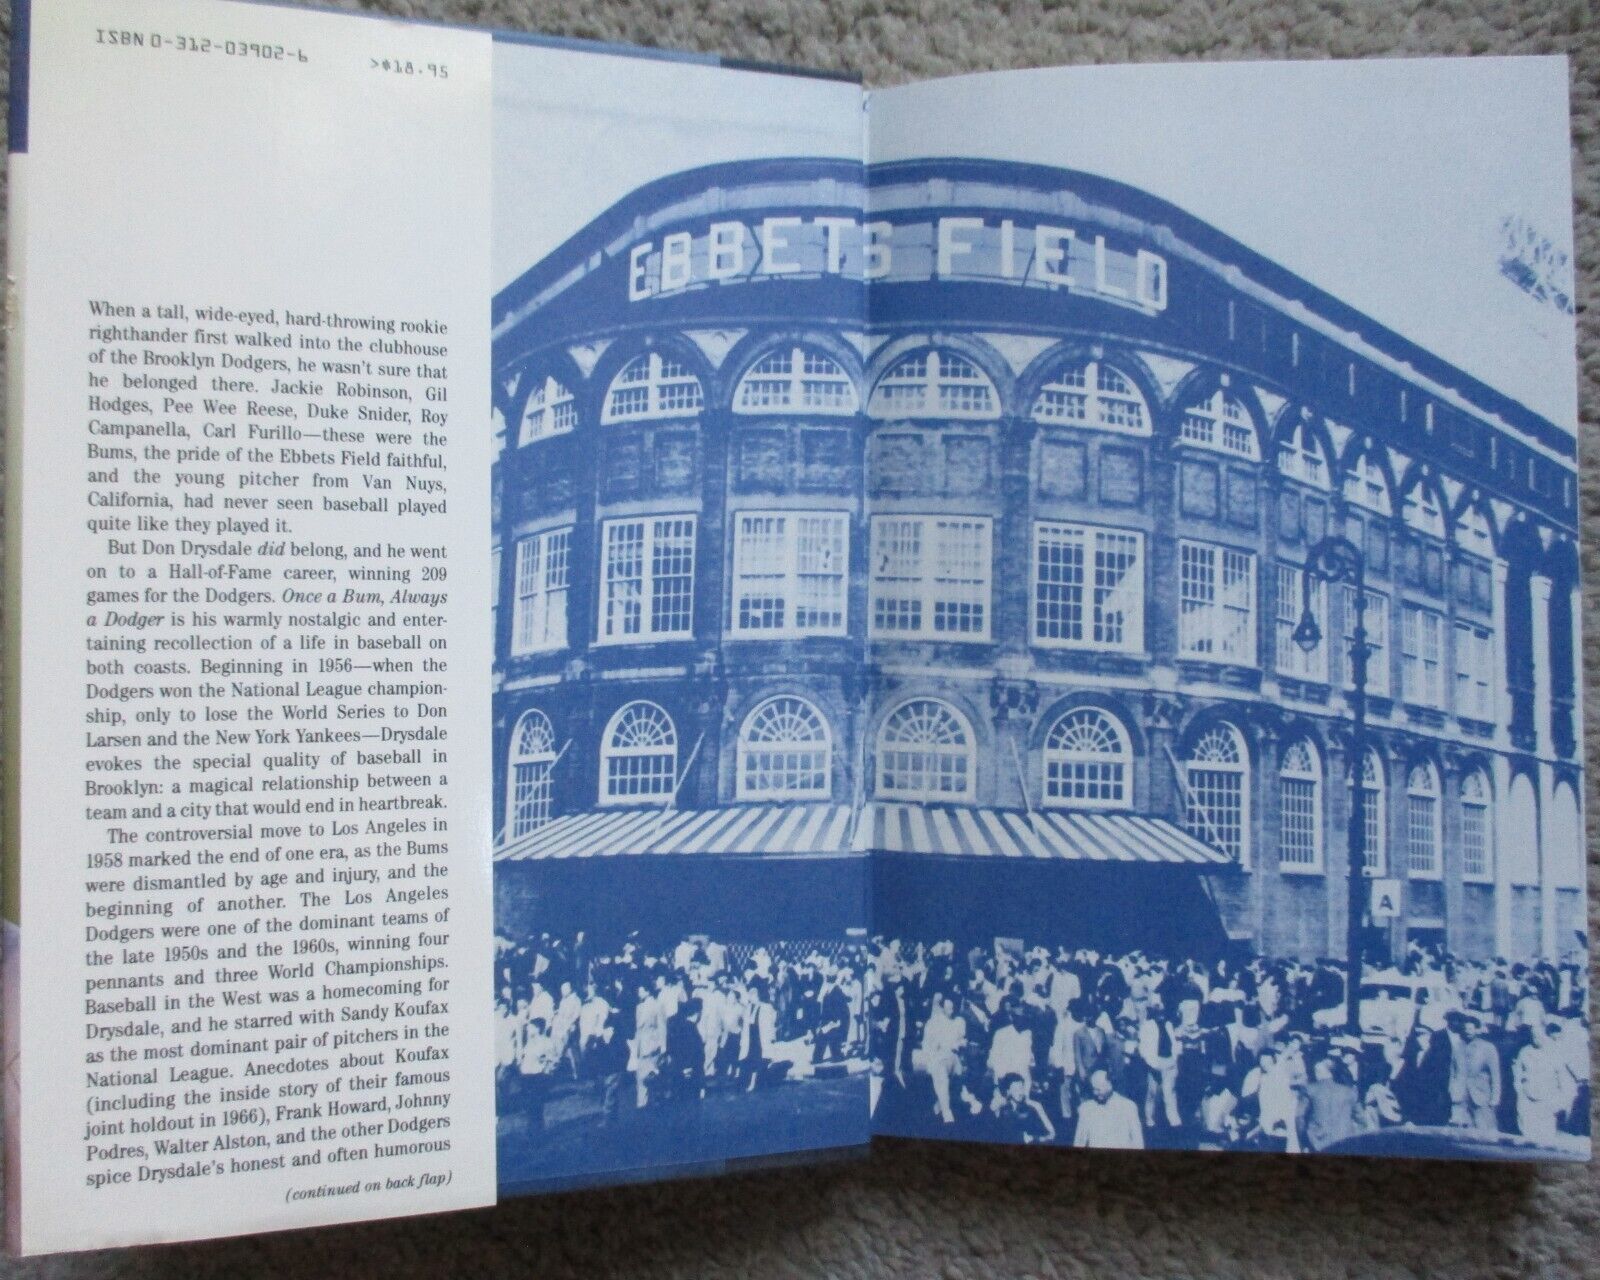 ISBN 0-312-03902-6
>$18.95
When a tall, wide-eyed, hard-throwing rookie
righthander first walked into the clubhouse
of the Brooklyn Dodgers, he wasn't sure that
he belonged there. Jackie Robinson, Gil
Hodges, Pee Wee Reese, Duke Snider, Roy
Campanella, Carl Furillo—these were the
Bums, the pride of the Ebbets Field faithful,
and the young pitcher from Van Nuys,
California, had never seen baseball played
quite like they played it.
But Don Drysdale did belong, and he went
on to a Hall-of-Fame career, winning 209
games for the Dodgers. Once a Bum, Always
a Dodger is his warmly nostalgic and enter-
taining recollection of a life in baseball on
both coasts. Beginning in 1956—when the
Dodgers won the National League champion-
ship, only to lose the World Series to Don
Larsen and the New York Yankees—Drysdale
evokes the special quality of baseball in
Brooklyn: a magical relationship between a
team and a city that would end in heartbreak.
The controversial move to Los Angeles in
1958 marked the end of one era, as the Bums
were dismantled by age and injury, and the
beginning of another. The Los Angeles
Dodgers were one of the dominant teams of
the late 1950s and the 1960s, winning four
pennants and three World Championships.
Baseball in the West was a homecoming for
Drysdale, and he starred with Sandy Koufax
as the most dominant pair of pitchers in the
National League. Anecdotes about Koufax
(including the inside story of their famous
joint holdout in 1966), Frank Howard, Johnny
Podres, Walter Alston, and the other Dodgers
spice Drysdale's honest and often humorous
(continued on back flap)
EBBETS FIELD
A